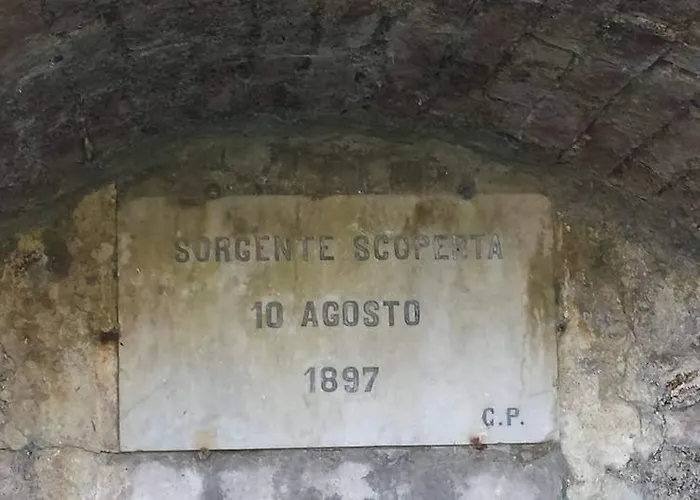 SORGENTE SCOPERTA
10 AGOSTO
1897
G.P.